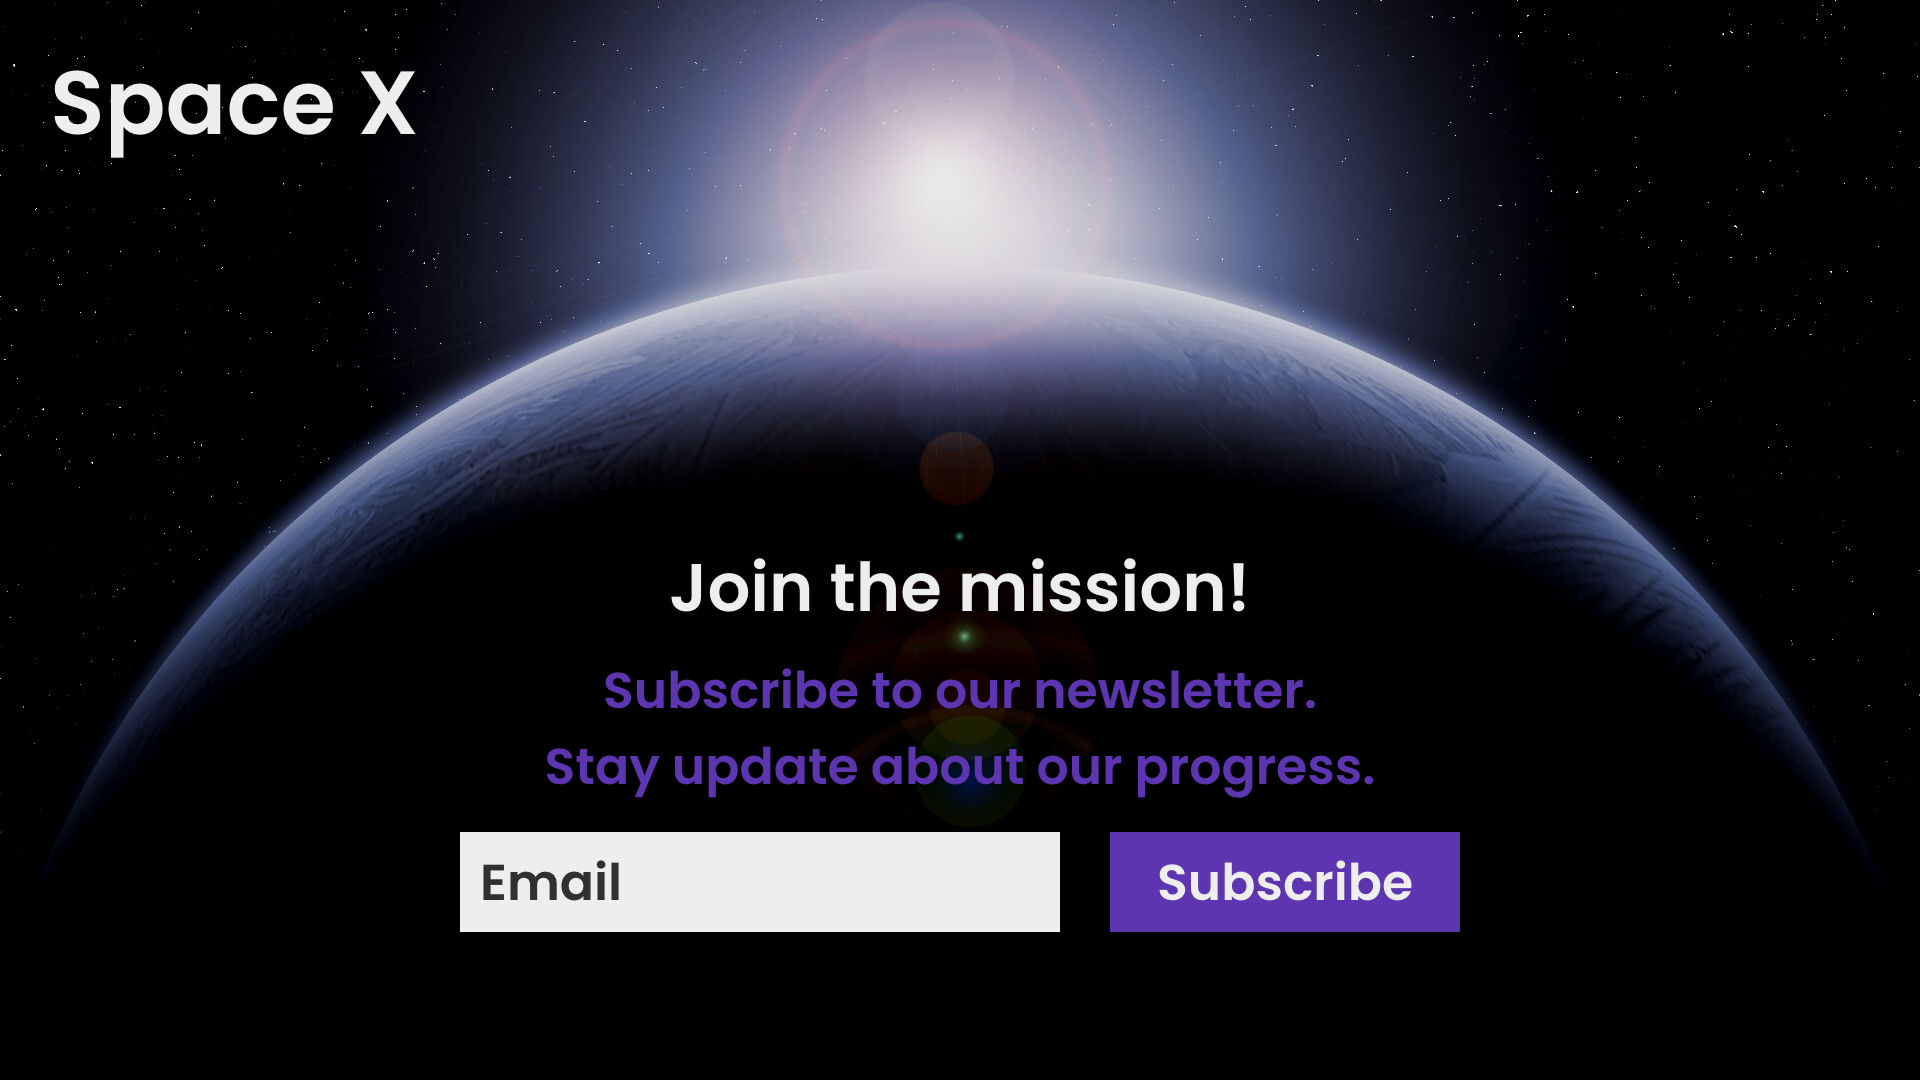 Space X
Join the mission!
Subscribe to our newsletter.
Stay update about our progress.
Email
Subscribe